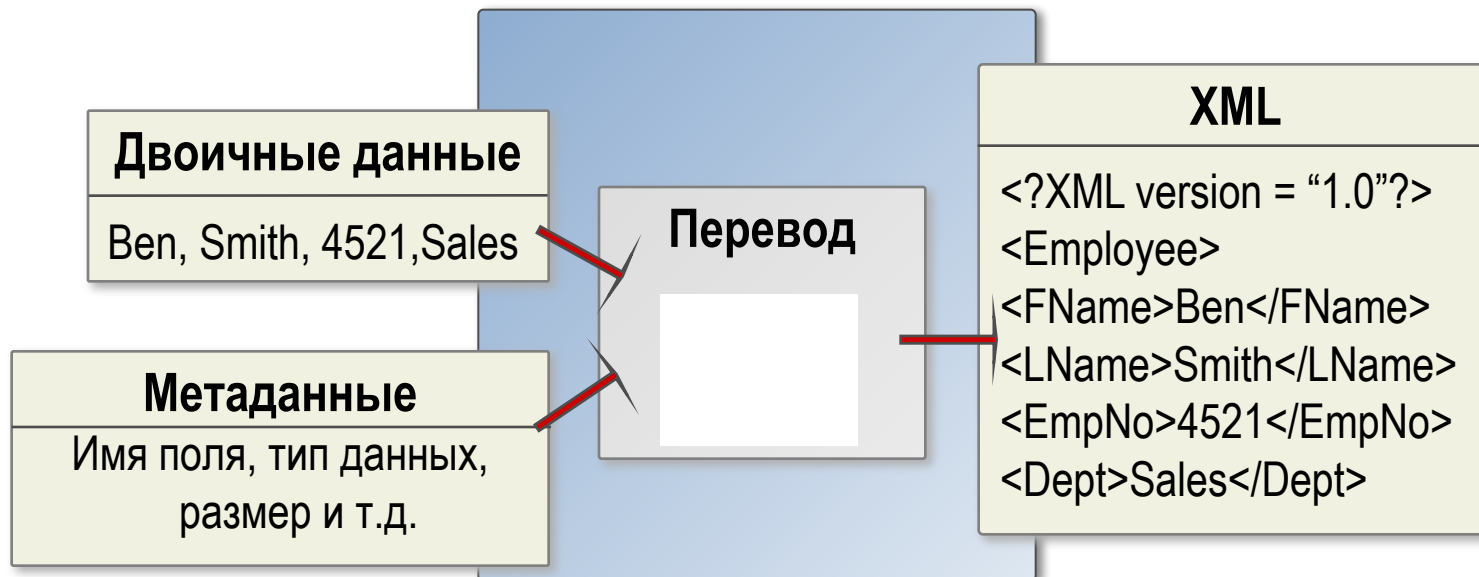 Двоичные данные
Ben, Smith, 4521,Sales
Метаданные
Имя поля, тип данных,
размер и т.д.
Перевод
XML
<?XML version = “1.0”?>
<Employee>
<FName>Ben</FName>
<LName>Smith</LName>
<EmpNo>4521</EmpNo>
<Dept>Sales</Dept>